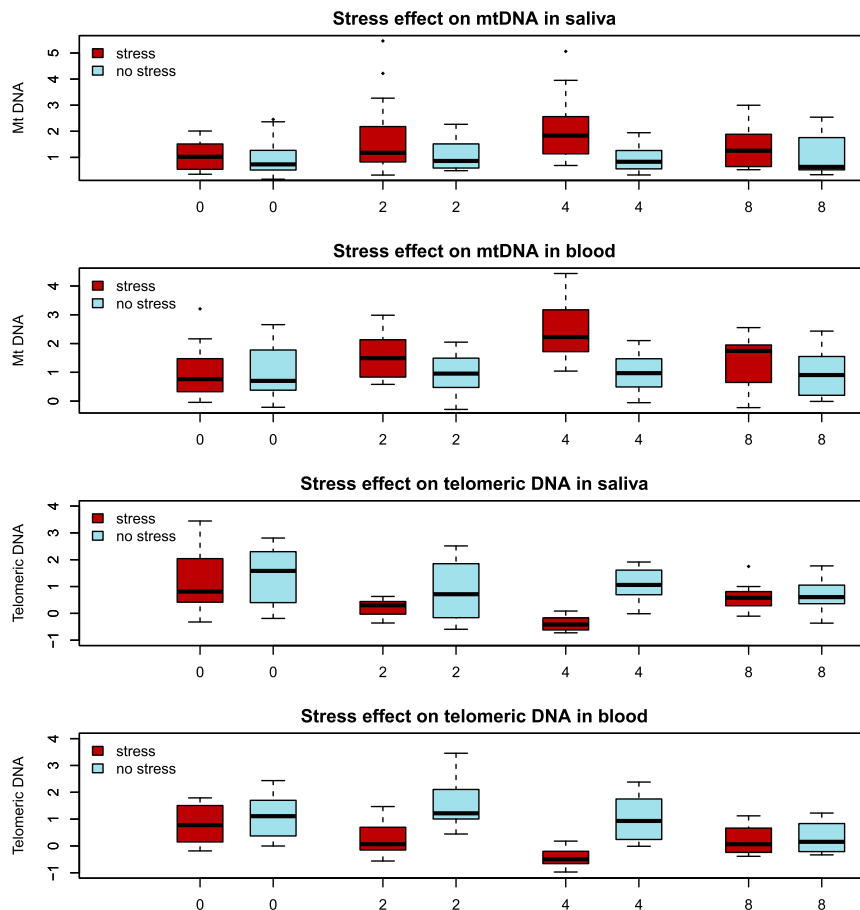 Stress effect on mtDNA in saliva
Mt DNA
5
4
3
2
1
stress
no stress
0 0 2 2 4 4 8 8
Stress effect on mtDNA in blood
Mt DNA
4
3
2
1
0
stress
no stress
0 0 2 2 4 4 8 8
Stress effect on telomeric DNA in saliva
Telomeric DNA
4
3
2
1
0
−1
stress
no stress
0 0 2 2 4 4 8 8
Stress effect on telomeric DNA in blood
Telomeric DNA
4
3
2
1
0
−1
stress
no stress
0 0 2 2 4 4 8 8